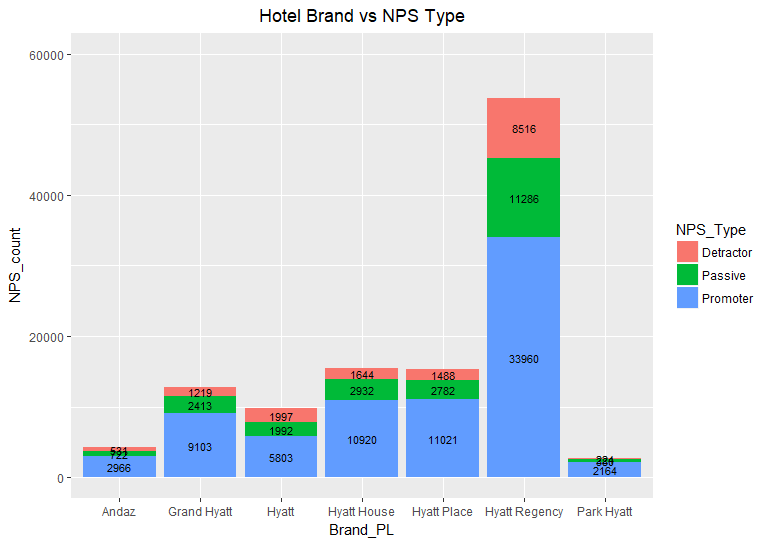 Hotel Brand vs NPS Type
60000
40000
20000
0
NPS_count
8516
11286
33960
1219
2413
9103
1997
1992
5803
1644
2932
10920
1488
2782
11021
531
722
2966
2164
Andaz
Grand Hyatt
Hyatt
Hyatt House
Hyatt Place
Hyatt Regency
Park Hyatt
Brand_PL
NPS_Type
Detractor
Passive
Promoter